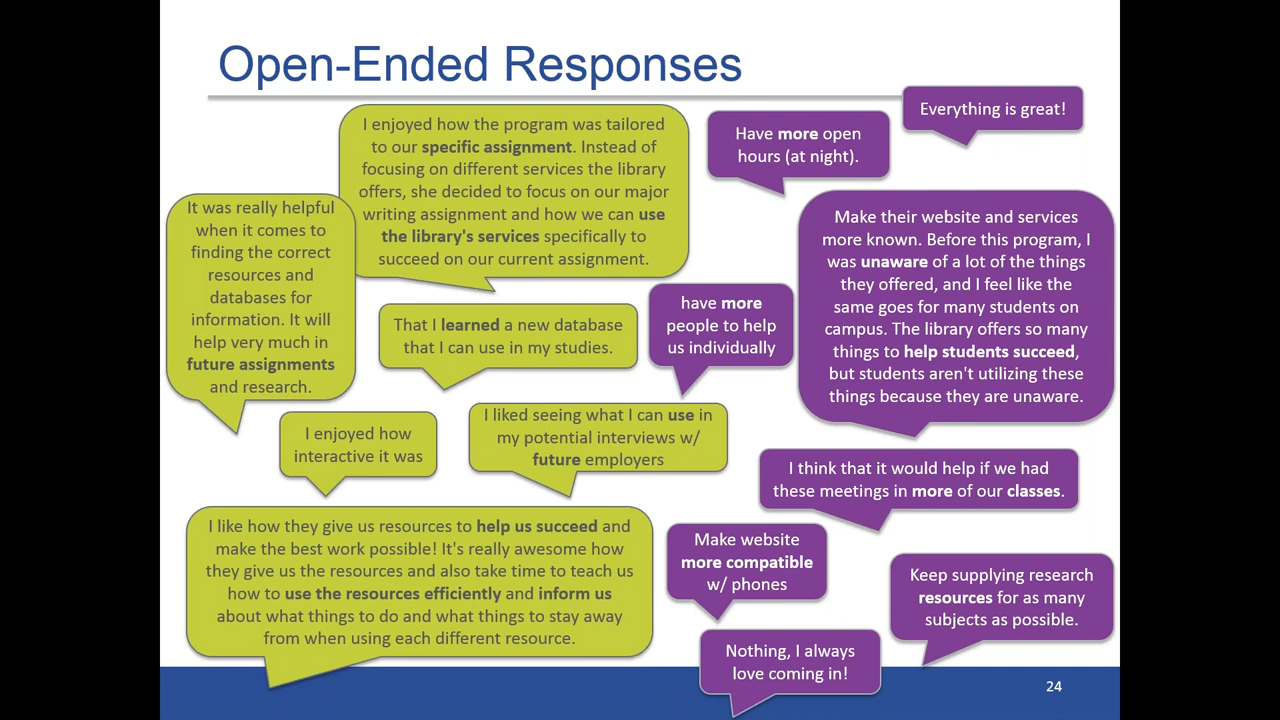 Open-Ended Responses
Everything is great!
I enjoyed how the program was tailored
to our specific assignment. Instead of
focusing on different services the library
offers, she decided to focus on our major
writing assignment and how we can use
the library's services specifically to
succeed on our current assignment.
Have more open
hours (at night).
It was really helpful
when it comes to
finding the correct
resources and
databases for
information. It will
help very much in
future assignments
and research.
Make their website and services
more known. Before this program, I
was unaware of a lot of the things
they offered, and I feel like the
same goes for many students on
campus. The library offers so many
things to help students succeed,
but students aren't utilizing these
things because they are unaware.
That I learned a new database
that I can use in my studies.
have more
people to help
us individually
I enjoyed how
interactive it was
I liked seeing what I can use in
my potential interviews w/
future employers
I think that it would help if we had
these meetings in more of our classes.
I like how they give us resources to help us succeed and
make the best work possible! It's really awesome how
they give us the resources and also take time to teach us
how to use the resources efficiently and inform us
about what things to do and what things to stay away
from when using each different resource.
Make website
more compatible
w/ phones
Keep supplying research
resources for as many
subjects as possible.
Nothing, I always
love coming in!
24